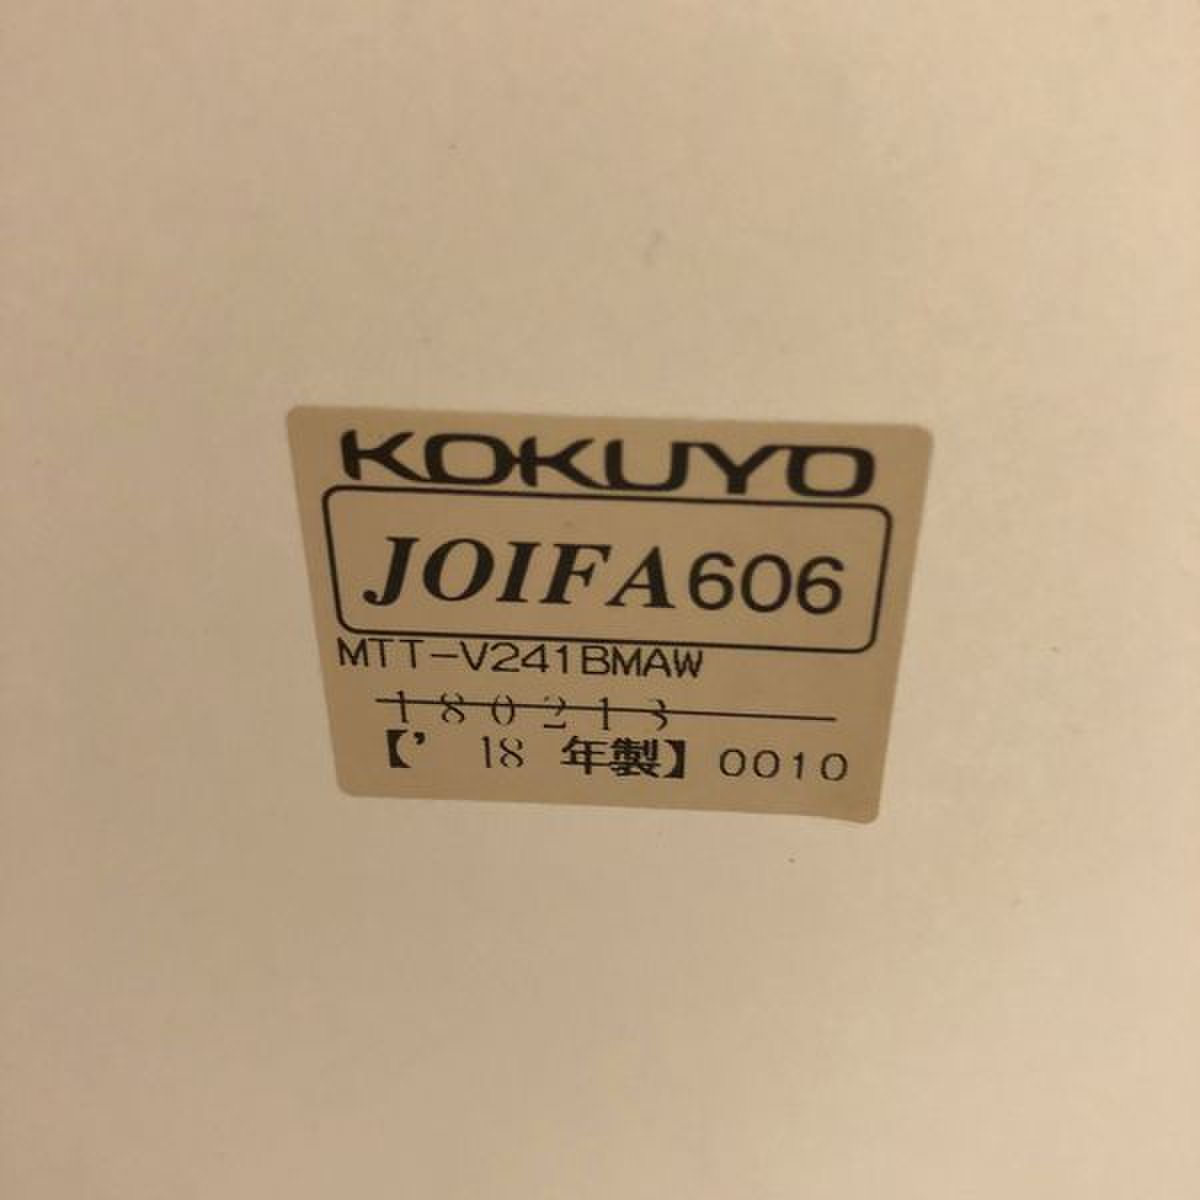 KOKUYO
JOIFA606
MTT-V241BMAW
180213
【' 18 年製】 0010